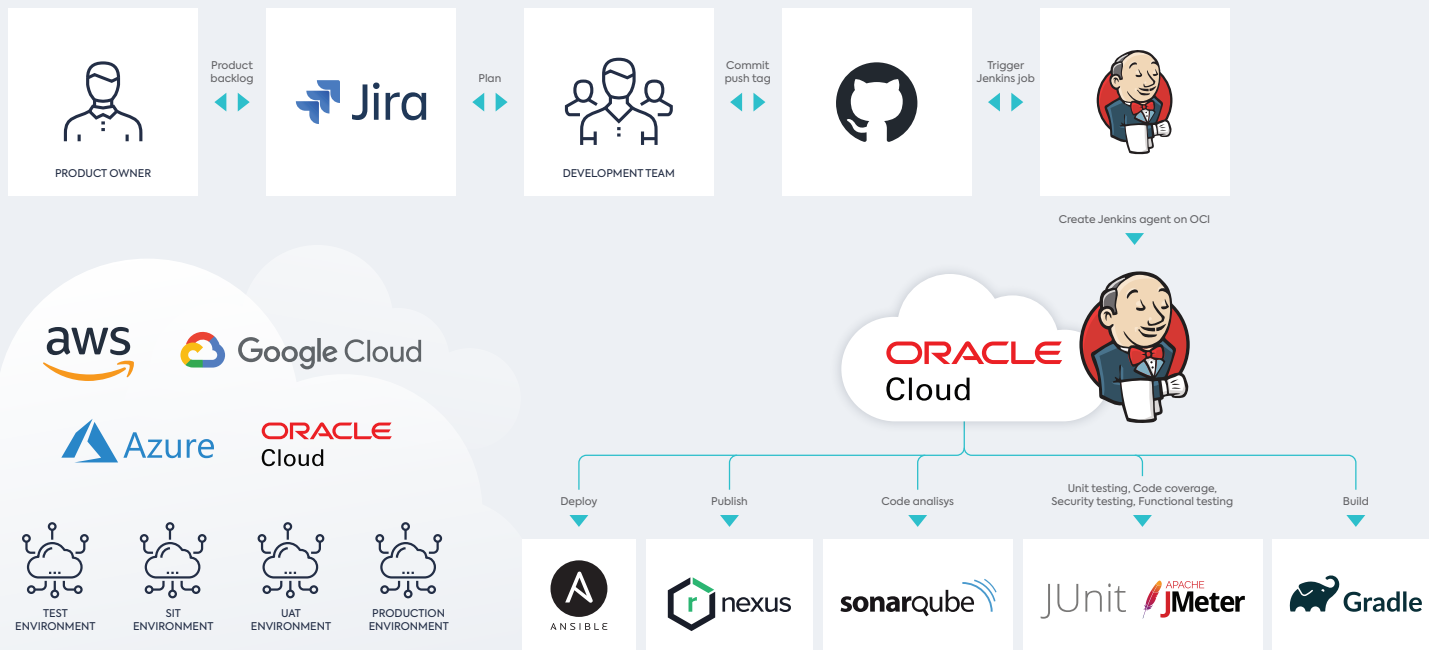 Product
backlog
Jira
Plan
Commit
push tag
Trigger
Jenkins job
PRODUCT OWNER
DEVELOPMENT TEAM
Create Jenkins agent on OCI
aws
Google Cloud
Azure
ORACLE
Cloud
ORACLE
Cloud
Deploy
Publish
Code analisys
Unit testing, Code coverage,
Security testing, Functional testing
Build
TEST
ENVIRONMENT
SIT
ENVIRONMENT
UAT
ENVIRONMENT
PRODUCTION
ENVIRONMENT
A
ANSIBLE
r
nexus
sonarqube
JUnit
APACHE
JMeter
Gradle